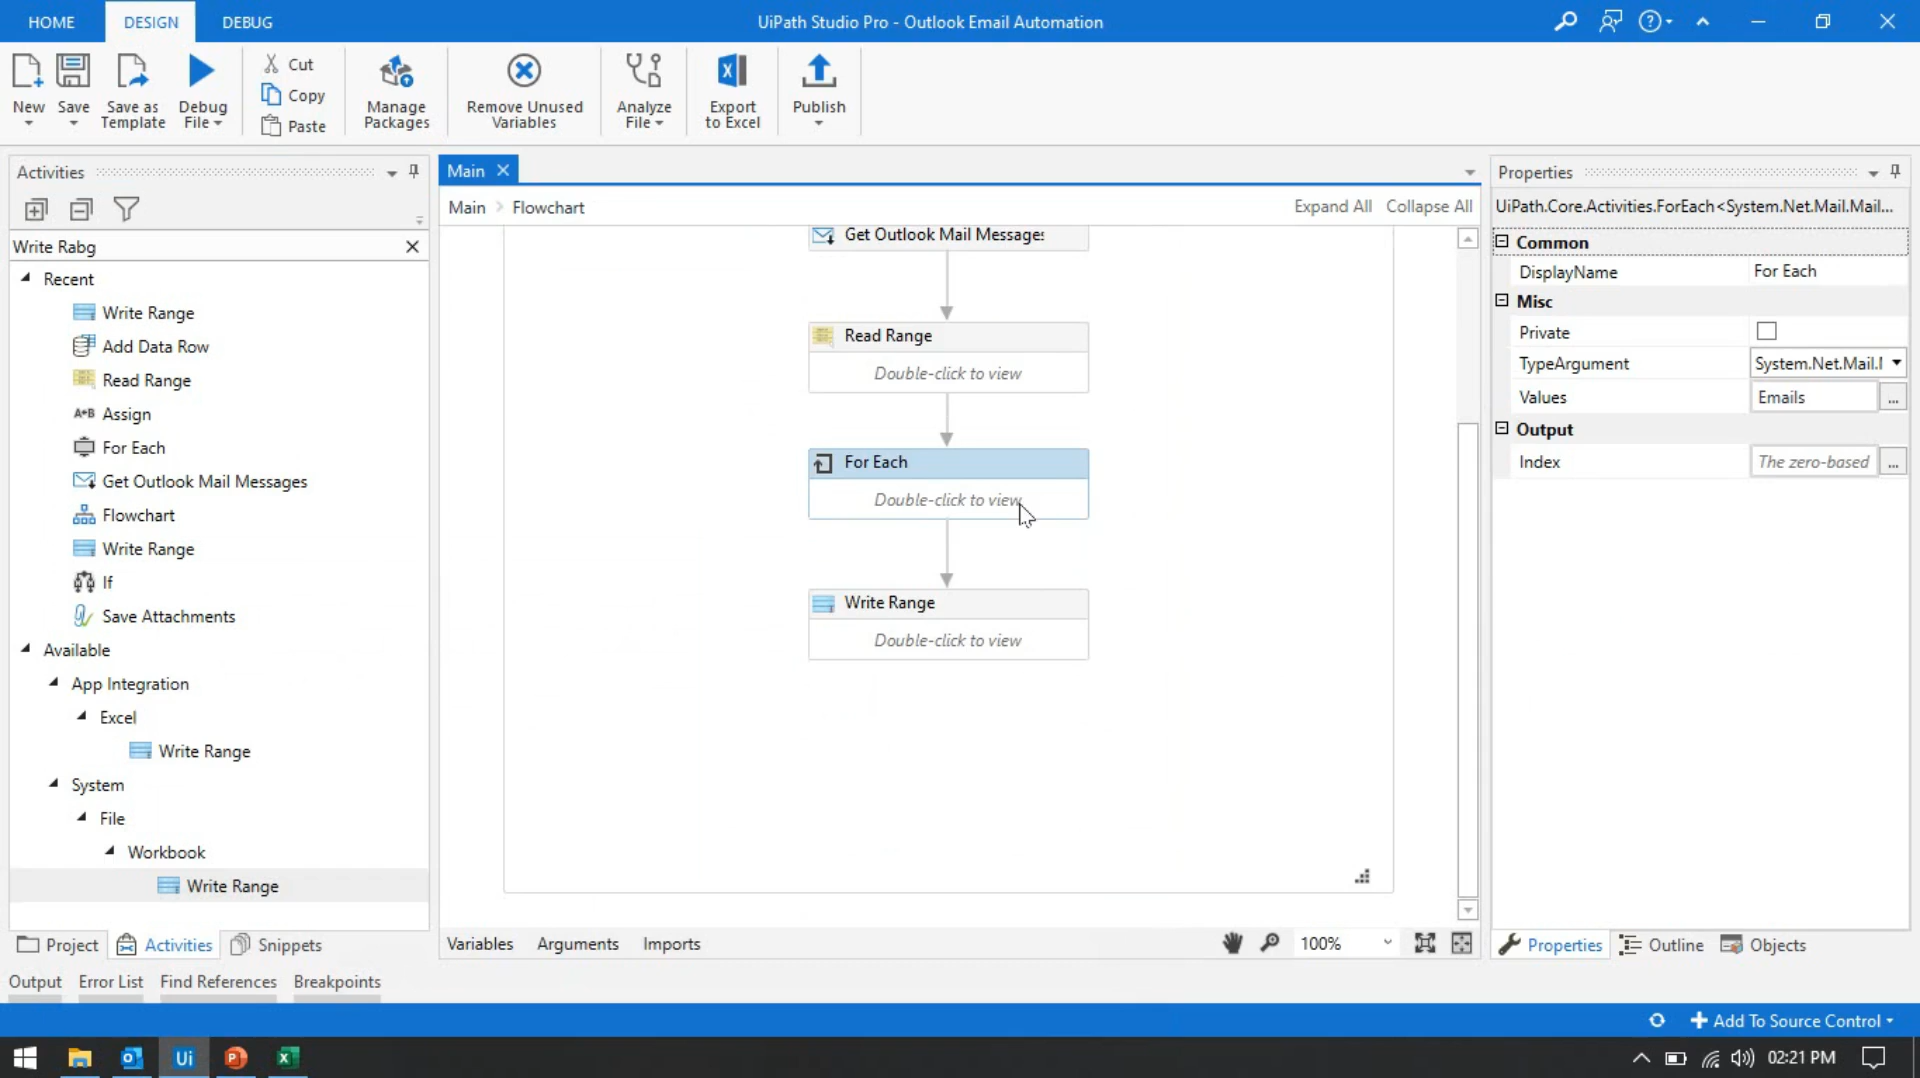 HOME
DESIGN
DEBUG
UiPath Studio Pro - Outlook Email Automation
New
Save
Save as Template
Debug File
Cut
Copy
Paste
Manage Packages
Remove Unused Variables
Analyze File
Export to Excel
Publish
Activities
Write Rabg
Recent
Write Range
Add Data Row
Read Range
A+B Assign
For Each
Get Outlook Mail Messages
Flowchart
Write Range
If
Save Attachments
Available
App Integration
Excel
Write Range
System
File
Workbook
Write Range
Project
Activities
Snippets
Main
Main > Flowchart
Expand All
Collapse All
Get Outlook Mail Messages
Read Range
Double-click to view
For Each
Double-click to view
Write Range
Double-click to view
Variables
Arguments
Imports
100%
Properties
UiPath.Core.Activities.ForEach<System.Net.Mail.Mail...
Common
DisplayName
For Each
Misc
Private
TypeArgument
System.Net.Mail.
Values
Emails
...
Output
Index
The zero-based
...
Properties
Outline
Objects
Output
Error List
Find References
Breakpoints
Add To Source Control
Ui
02:21 PM